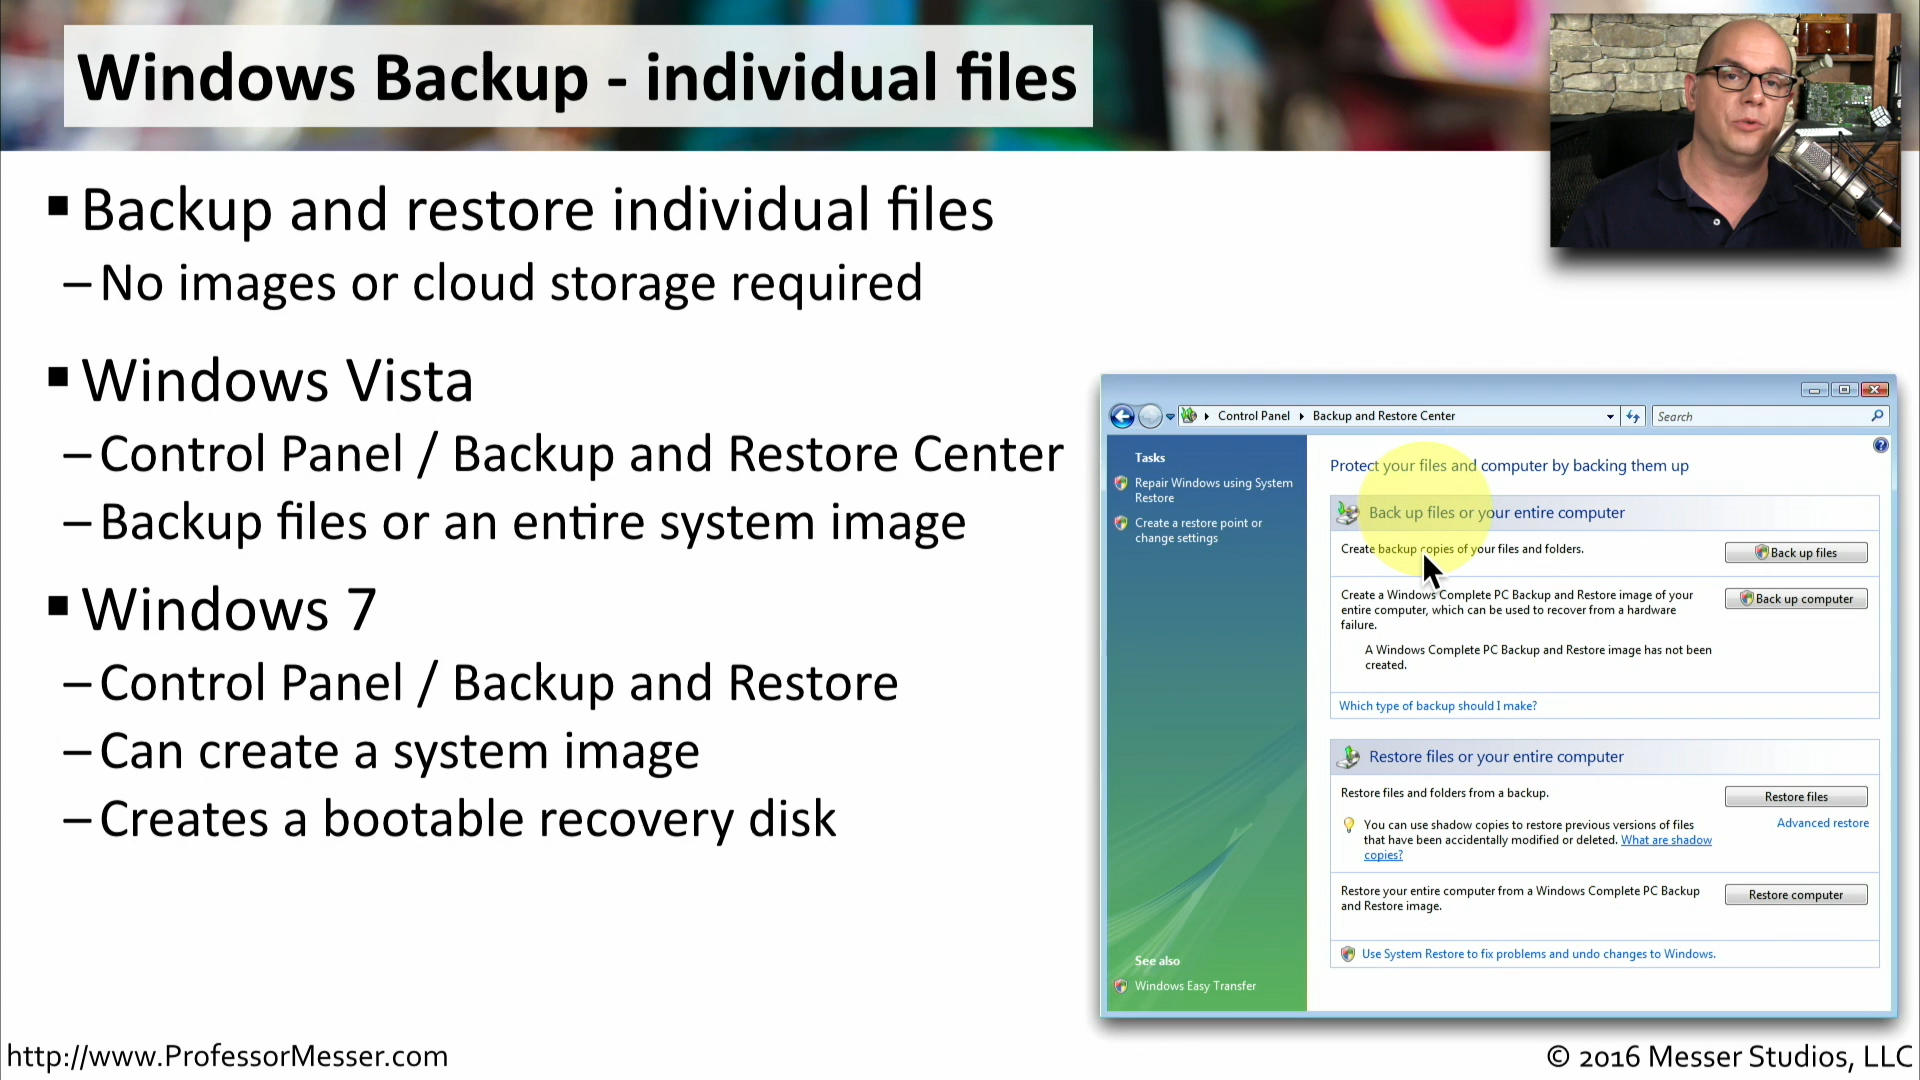 Windows Backup - individual files
▪ Backup and restore individual files
– No images or cloud storage required
▪ Windows Vista
– Control Panel / Backup and Restore Center
– Backup files or an entire system image
▪ Windows 7
– Control Panel / Backup and Restore
– Can create a system image
– Creates a bootable recovery disk
Control Panel
Backup and Restore Center
Search
Tasks
Repair Windows using System
Restore
Create a restore point or
change settings
See also
Windows Easy Transfer
Protect your files and computer by backing them up
Back up files or your entire computer
Create backup copies of your files and folders.
Back up files
Create a Windows Complete PC Backup and Restore image of your
entire computer, which can be used to recover from a hardware
failure.
Back up computer
A Windows Complete PC Backup and Restore image has not been
created.
Which type of backup should I make?
Restore files or your entire computer
Restore files and folders from a backup.
Restore files
Advanced restore
You can use shadow copies to restore previous versions of files
that have been accidentally modified or deleted. What are shadow
copies?
Restore your entire computer from a Windows Complete PC Backup
and Restore image.
Restore computer
Use System Restore to fix problems and undo changes to Windows.
http://www.ProfessorMesser.com
© 2016 Messer Studios, LLC